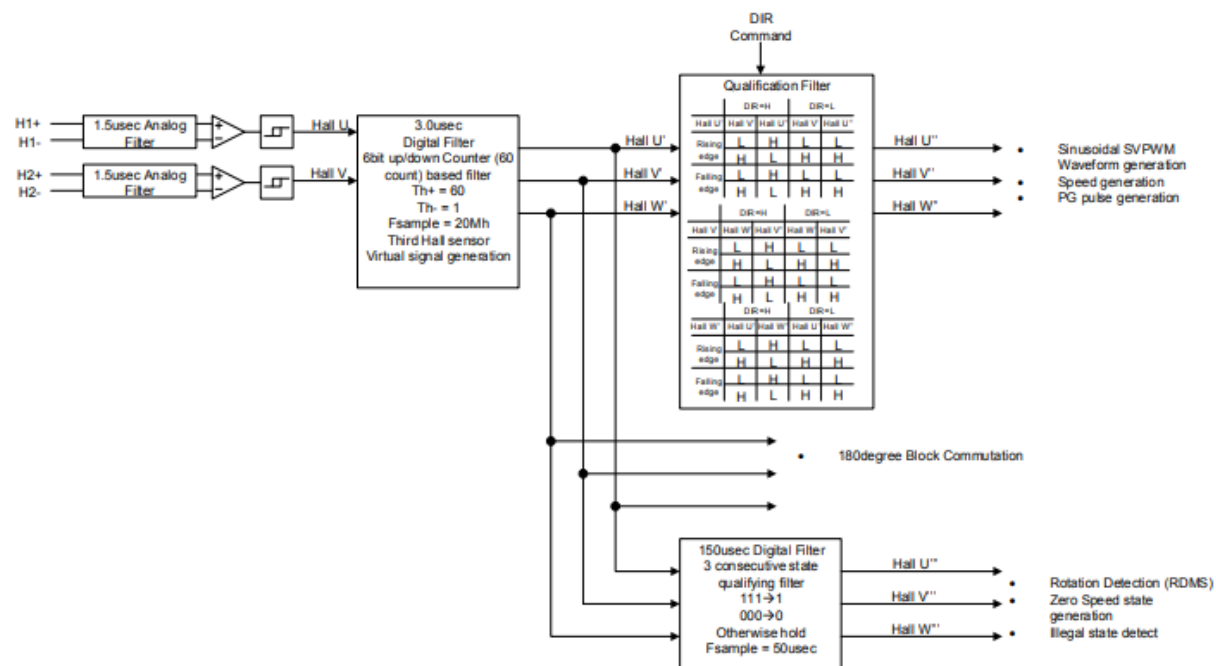 DIR
Command
H1+
H1-
1.5usec Analog
Filter
+
−
Hall U
H2+
H2-
1.5usec Analog
Filter
+
−
Hall V
3.0usec
Digital Filter
6bit up/down Counter (60
count) based filter
Th+ = 60
Th- = 1
Fsample = 20Mh
Third Hall sensor
Virtual signal generation
Hall U'
Hall V'
Hall W'
Qualification Filter
DIR=H DIR=L
Hall U' Hall V' Hall U" Hall V' Hall U"
Rising L H L L
edge H L H H
Falling L H L L
edge H L H H
DIR=H DIR=L
Hall V' Hall W' Hall V" Hall W' Hall V"
Rising L H L L
edge H L H H
Falling L H L L
edge H L H H
DIR=H DIR=L
Hall W' Hall U' Hall W" Hall U' Hall W"
Rising L H L L
edge H L H H
Falling L H L L
edge H L H H
Hall U"
Hall V"
Hall W"
• Sinusoidal SVPWM
Waveform generation
• Speed generation
• PG pulse generation
• 180degree Block Commutation
150usec Digital Filter
3 consecutive state
qualifying filter
111→1
000→0
Otherwise hold
Fsample = 50usec
Hall U'"
Hall V'"
Hall W'"
• Rotation Detection (RDMS)
• Zero Speed state
generation
• Illegal state detect